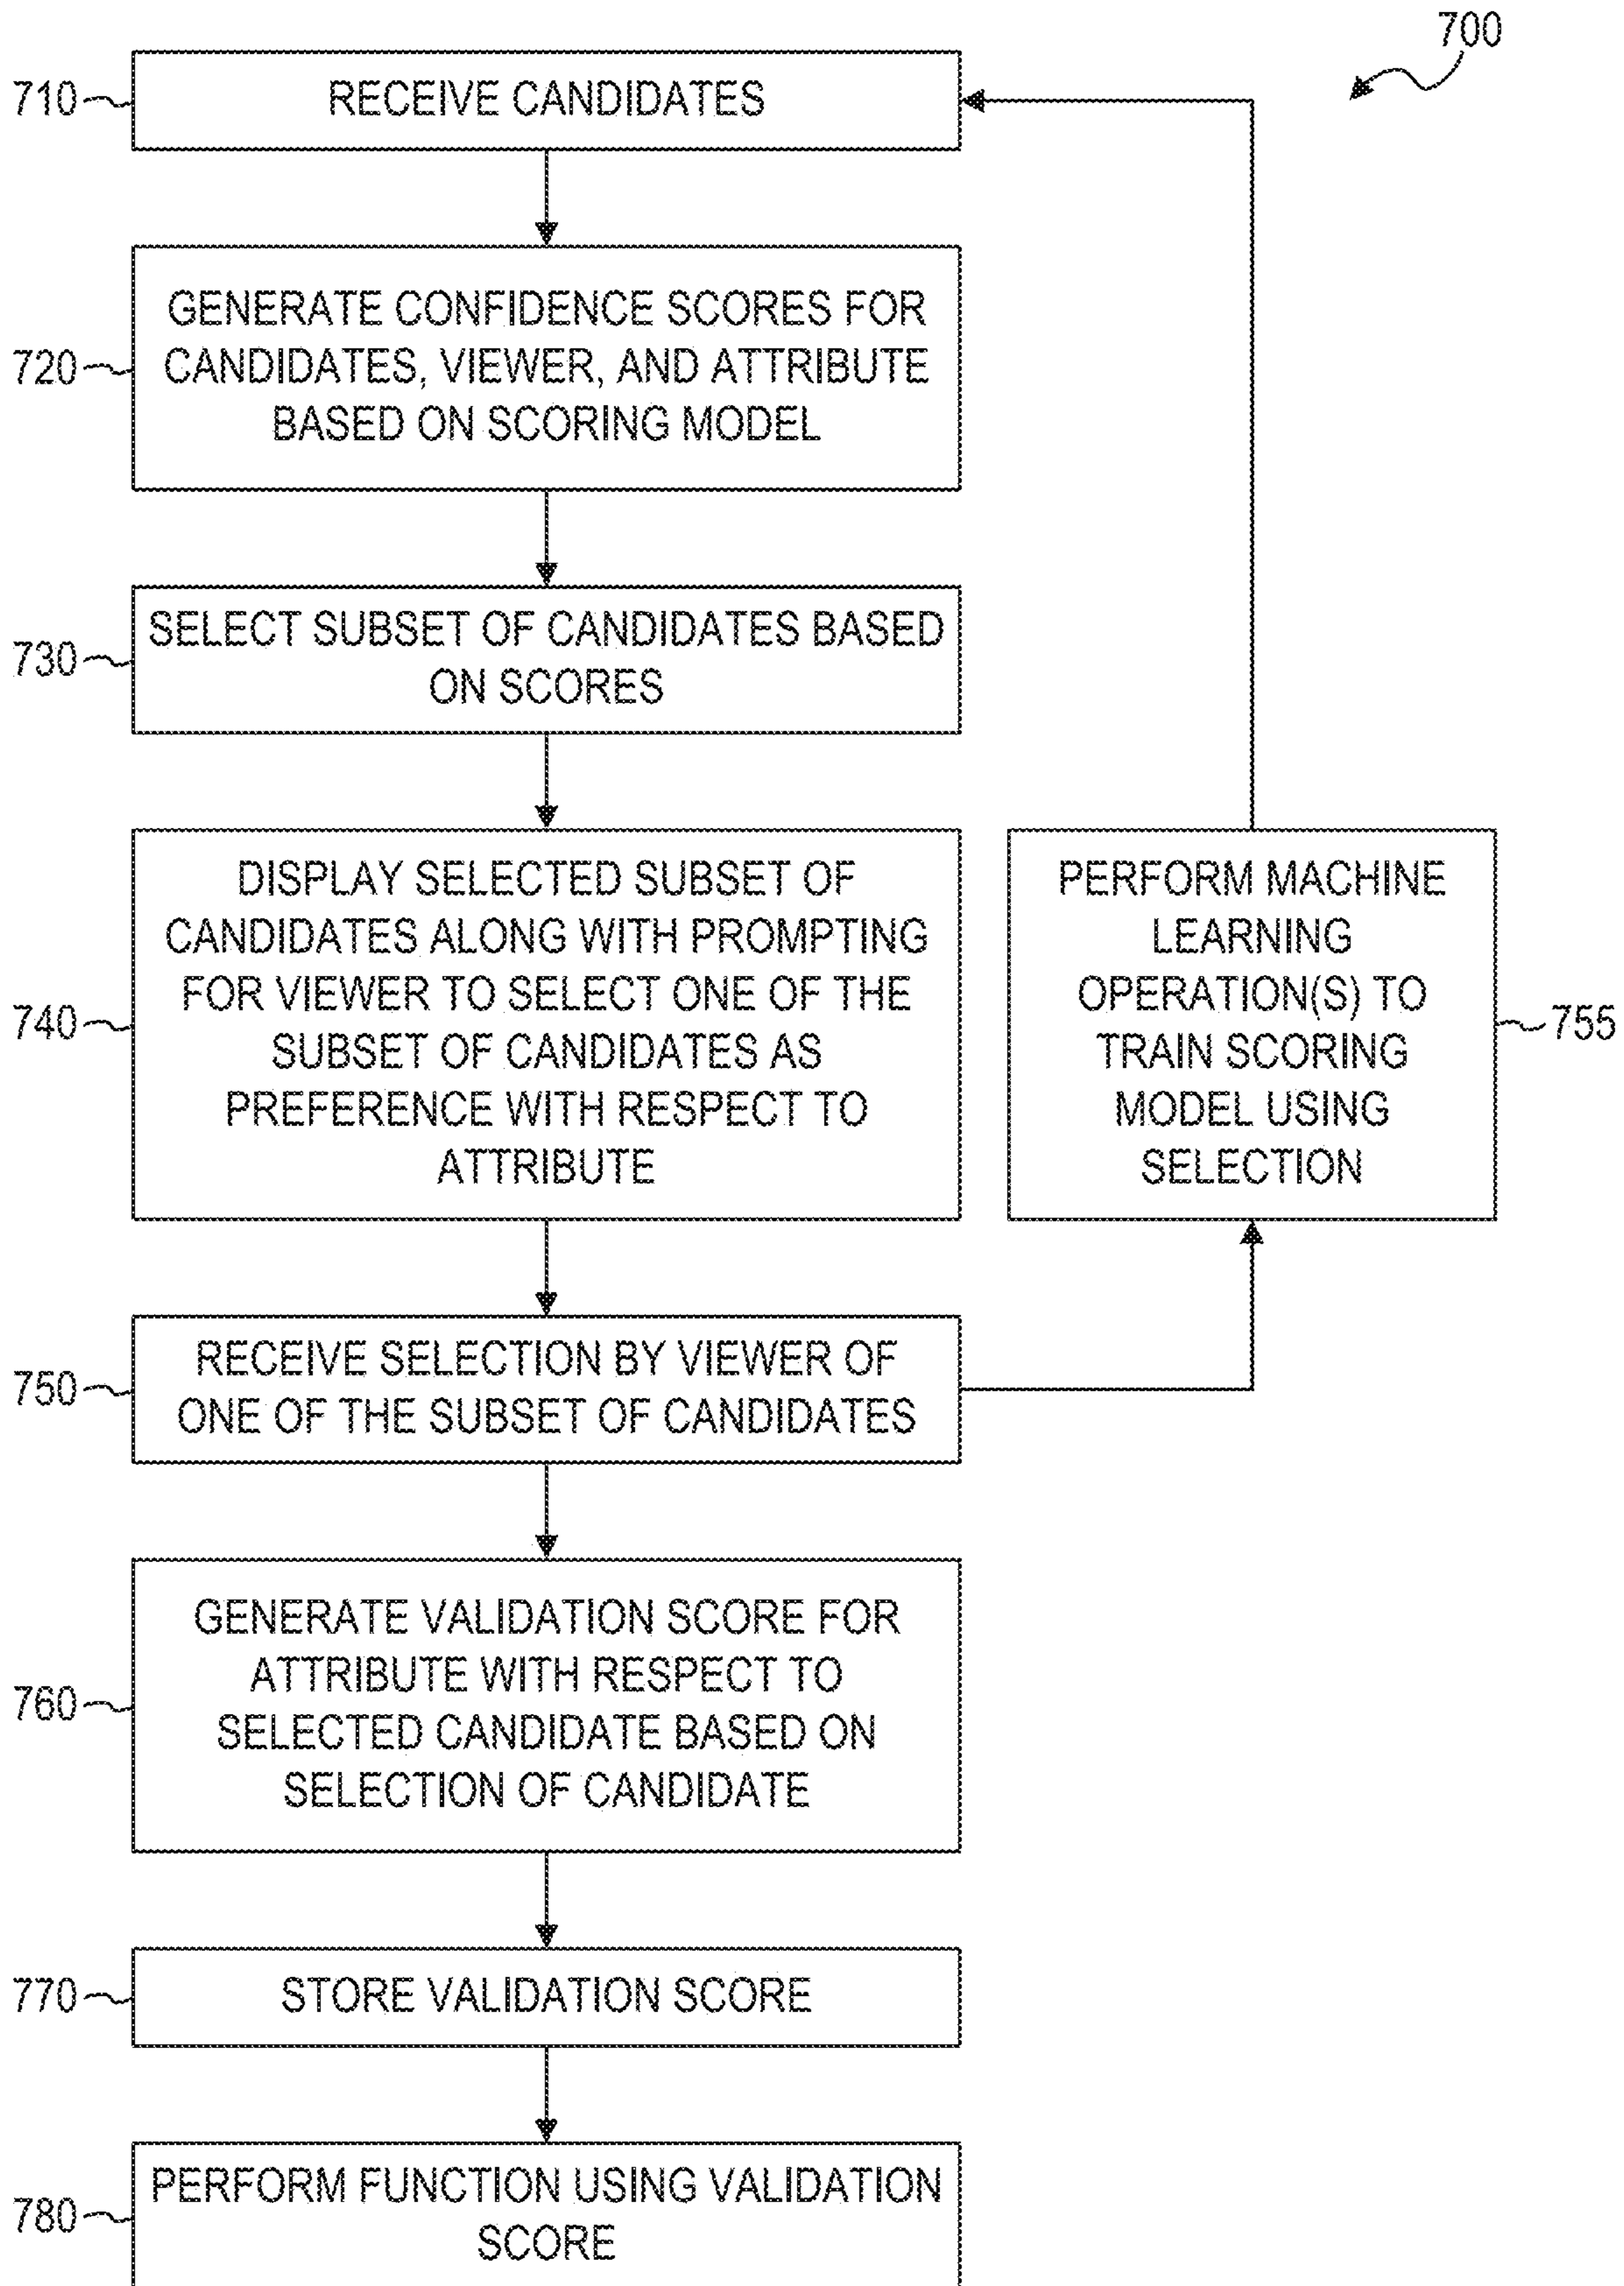 700
710
RECEIVE CANDIDATES
720
GENERATE CONFIDENCE SCORES FOR
CANDIDATES, VIEWER, AND ATTRIBUTE
BASED ON SCORING MODEL
730
SELECT SUBSET OF CANDIDATES BASED
ON SCORES
740
DISPLAY SELECTED SUBSET OF
CANDIDATES ALONG WITH PROMPTING
FOR VIEWER TO SELECT ONE OF THE
SUBSET OF CANDIDATES AS
PREFERENCE WITH RESPECT TO
ATTRIBUTE
PERFORM MACHINE
LEARNING
OPERATION(S) TO
TRAIN SCORING
MODEL USING
SELECTION
755
750
RECEIVE SELECTION BY VIEWER OF
ONE OF THE SUBSET OF CANDIDATES
760
GENERATE VALIDATION SCORE FOR
ATTRIBUTE WITH RESPECT TO
SELECTED CANDIDATE BASED ON
SELECTION OF CANDIDATE
770
STORE VALIDATION SCORE
780
PERFORM FUNCTION USING VALIDATION
SCORE